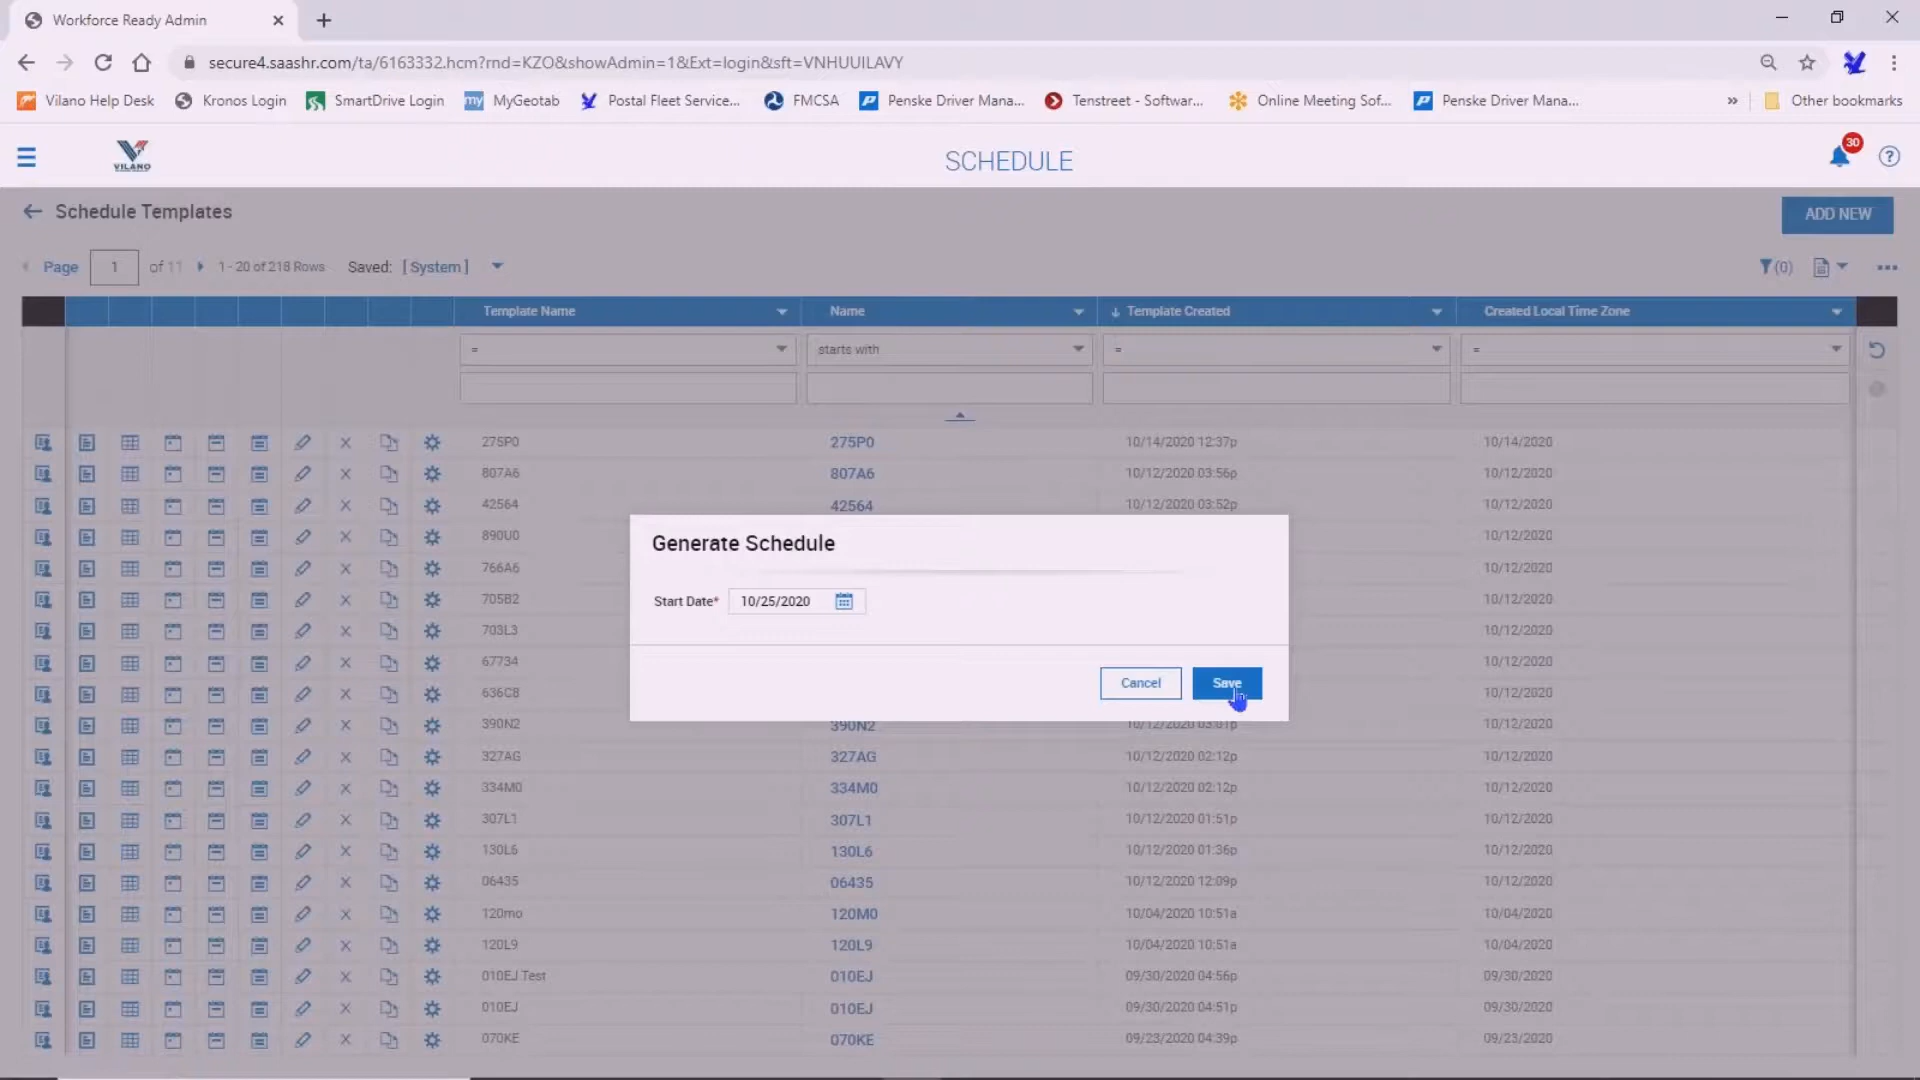 Workforce Ready Admin
secure4.saashr.com/ta/6163332.hcm?rnd=KZO&showAdmin=1&Ext=login&sft=VNHUUILAVY
Vilano Help Desk Kronos Login SmartDrive Login my MyGeotab Postal Fleet Service... FMCSA Penske Driver Mana... Tenstreet - Softwar... Online Meeting Sof... Penske Driver Mana... » Other bookmarks
VILANO SCHEDULE 30 ?
Schedule Templates ADD NEW
Page 1 of 11 1 - 20 of 218 Rows Saved: [ System ] (0)
Template Name Name Template Created Created Local Time Zone
= starts with = =
275P0 275P0 10/14/2020 12:37p 10/14/2020
807A6 807A6 10/12/2020 03:56p 10/12/2020
42564 42564 10/12/2020 03:52p 10/12/2020
890U0 10/12/2020
766A6 10/12/2020
705B2 10/12/2020
703L3 10/12/2020
67734 10/12/2020
636C8 10/12/2020
Generate Schedule
Start Date* 10/25/2020
Cancel Save
390N2 390N2 10/12/2020 03:01p 10/12/2020
327AG 327AG 10/12/2020 02:12p 10/12/2020
334M0 334M0 10/12/2020 02:12p 10/12/2020
307L1 307L1 10/12/2020 01:51p 10/12/2020
130L6 130L6 10/12/2020 01:36p 10/12/2020
06435 06435 10/12/2020 12:09p 10/12/2020
120mo 120M0 10/04/2020 10:51a 10/04/2020
120L9 120L9 10/04/2020 10:51a 10/04/2020
010EJ Test 010EJ 09/30/2020 04:56p 09/30/2020
010EJ 010EJ 09/30/2020 04:51p 09/30/2020
070KE 070KE 09/23/2020 04:39p 09/23/2020